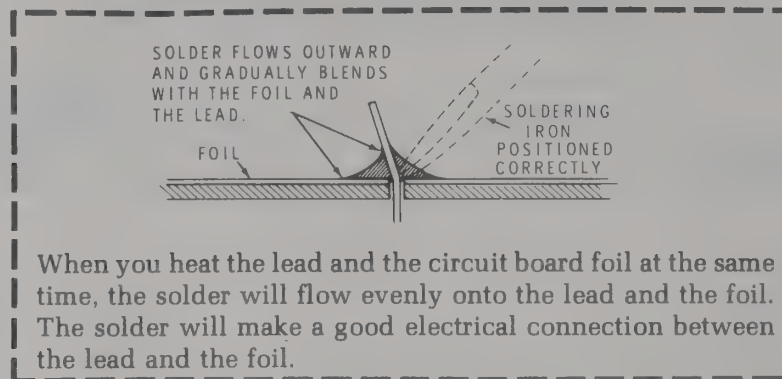 SOLDER FLOWS OUTWARD
AND GRADUALLY BLENDS
WITH THE FOIL AND
THE LEAD.
SOLDERING
IRON
POSITIONED
CORRECTLY
FOIL
When you heat the lead and the circuit board foil at the same
time, the solder will flow evenly onto the lead and the foil.
The solder will make a good electrical connection between
the lead and the foil.